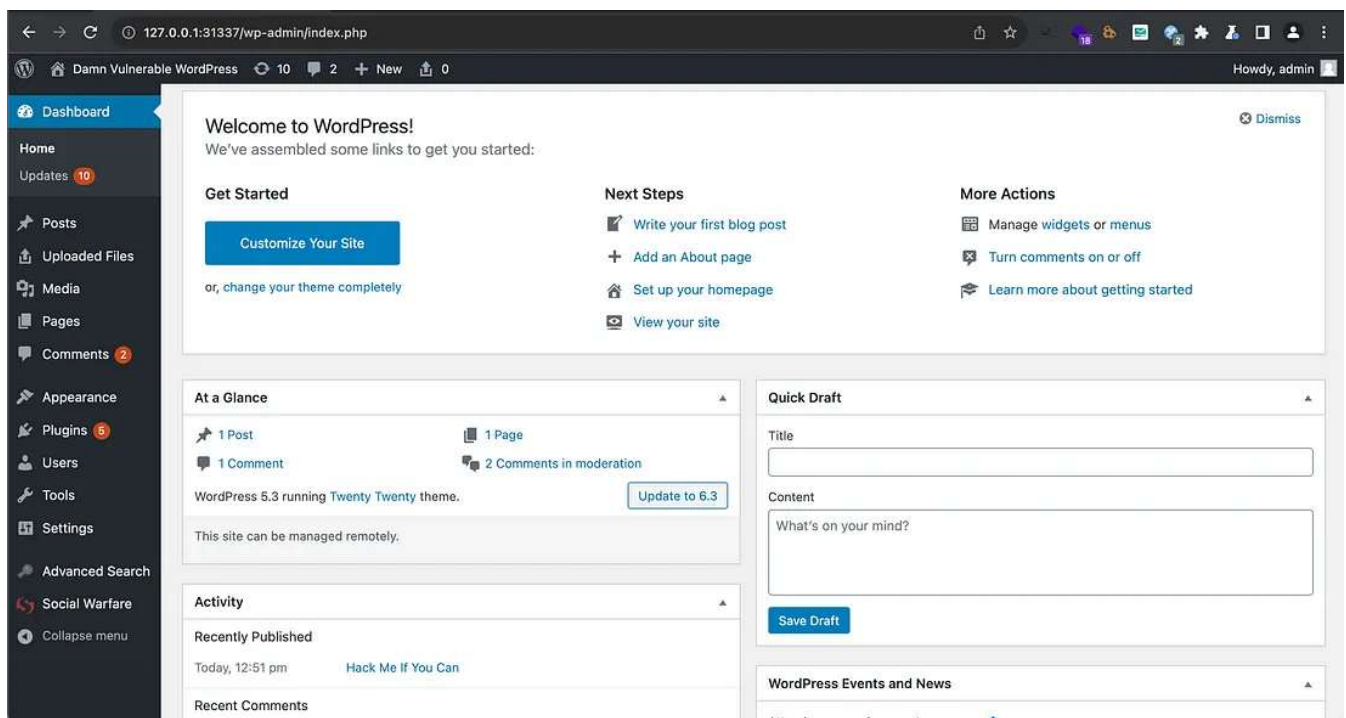 127.0.0.1:31337/wp-admin/index.php
18
2
Damn Vulnerable WordPress 10 2 + New 0
Howdy, admin
Dashboard
Home
Updates 10
Posts
Uploaded Files
Media
Pages
Comments 2
Appearance
Plugins 5
Users
Tools
Settings
Advanced Search
Social Warfare
Collapse menu
Welcome to WordPress!
Dismiss
We've assembled some links to get you started:
Get Started
Customize Your Site
or, change your theme completely
Next Steps
Write your first blog post
Add an About page
Set up your homepage
View your site
More Actions
Manage widgets or menus
Turn comments on or off
Learn more about getting started
At a Glance
1 Post
1 Page
1 Comment
2 Comments in moderation
WordPress 5.3 running Twenty Twenty theme.
Update to 6.3
This site can be managed remotely.
Activity
Recently Published
Today, 12:51 pm Hack Me If You Can
Recent Comments
Quick Draft
Title
Content
What's on your mind?
Save Draft
WordPress Events and News